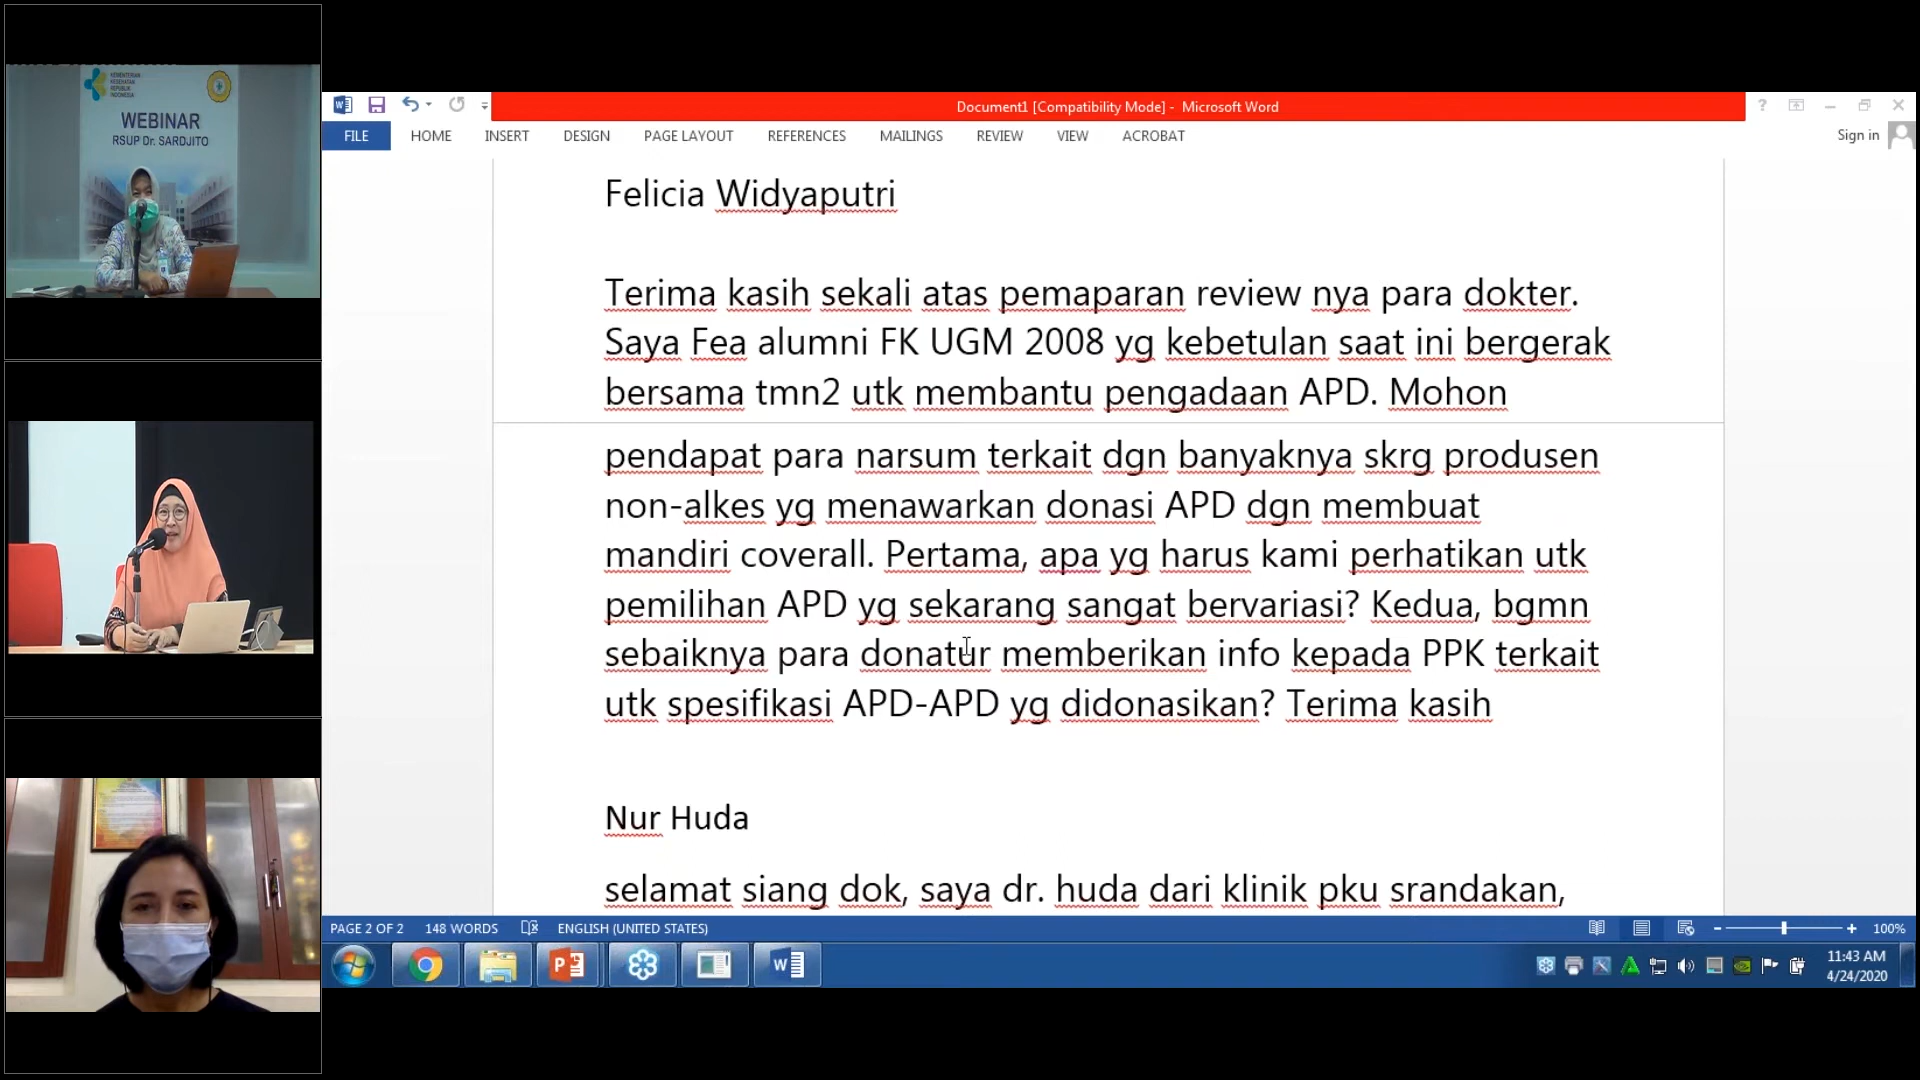 KEMENTERIAN
KESEHATAN
REPUBLIK
INDONESIA
WEBINAR
RSUP Dr. SARDJITO
Document1 [Compatibility Mode] - Microsoft Word
FILE HOME INSERT DESIGN PAGE LAYOUT REFERENCES MAILINGS REVIEW VIEW ACROBAT Sign in
Felicia Widyaputri
Terima kasih sekali atas pemaparan review nya para dokter.
Saya Fea alumni FK UGM 2008 yg kebetulan saat ini bergerak
bersama tmn2 utk membantu pengadaan APD. Mohon
pendapat para narsum terkait dgn banyaknya skrg produsen
non-alkes yg menawarkan donasi APD dgn membuat
mandiri coverall. Pertama, apa yg harus kami perhatikan utk
pemilihan APD yg sekarang sangat bervariasi? Kedua, bgmn
sebaiknya para donatur memberikan info kepada PPK terkait
utk spesifikasi APD-APD yg didonasikan? Terima kasih
Nur Huda
selamat siang dok, saya dr. huda dari klinik pku srandakan,
PAGE 2 OF 2 148 WORDS ENGLISH (UNITED STATES) 100%
11:43 AM
4/24/2020